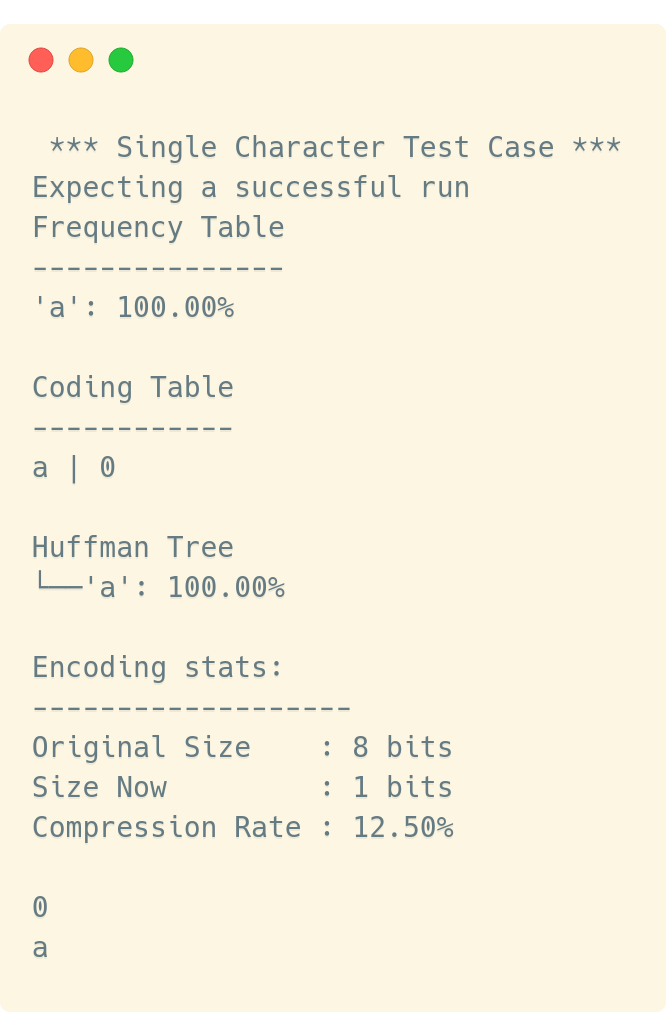 *** Single Character Test Case ***
Expecting a successful run
Frequency Table
---------------
'a': 100.00%

Coding Table
------------
a | 0

Huffman Tree
└──'a': 100.00%

Encoding stats:
-------------------
Original Size    : 8 bits
Size Now         : 1 bits
Compression Rate : 12.50%

0
a